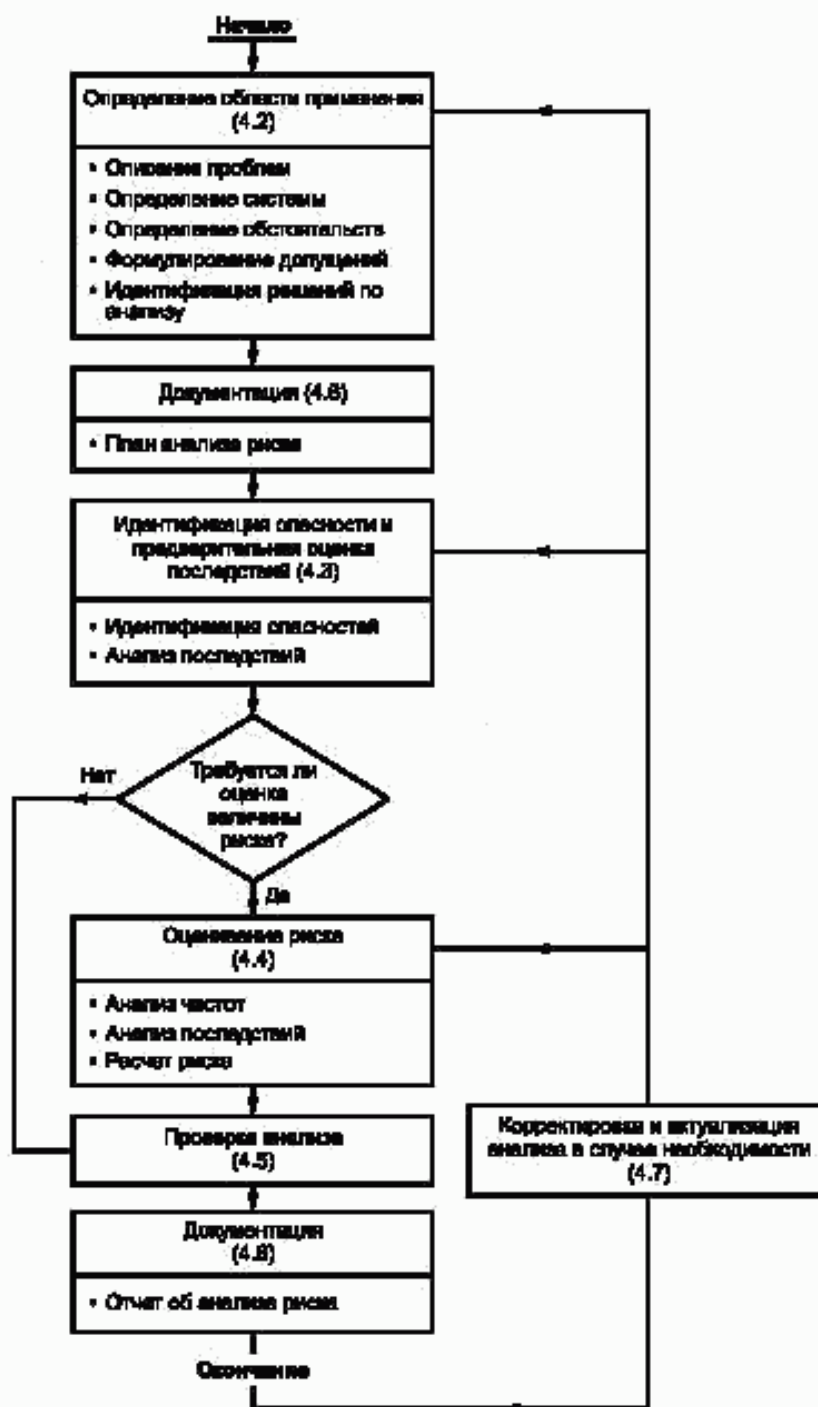 Начало
Определение области применения
(4.2)
• Описание проблем
• Определение системы
• Определение обстоятельств
• Формулирование допущений
• Идентификация решений по
анализу
Документация (4.6)
• План анализа риска
Идентификация опасности и
предварительная оценка
последствий (4.3)
• Идентификация опасностей
• Анализ последствий
Нет
Требуется ли
оценка
величины
риска?
Да
Оценивание риска
(4.4)
• Анализ частот
• Анализ последствий
• Расчет риска
Проверка анализа
(4.5)
Корректировка и актуализация
анализа в случае необходимости
(4.7)
Документация
(4.6)
• Отчет об анализе риска
Окончание